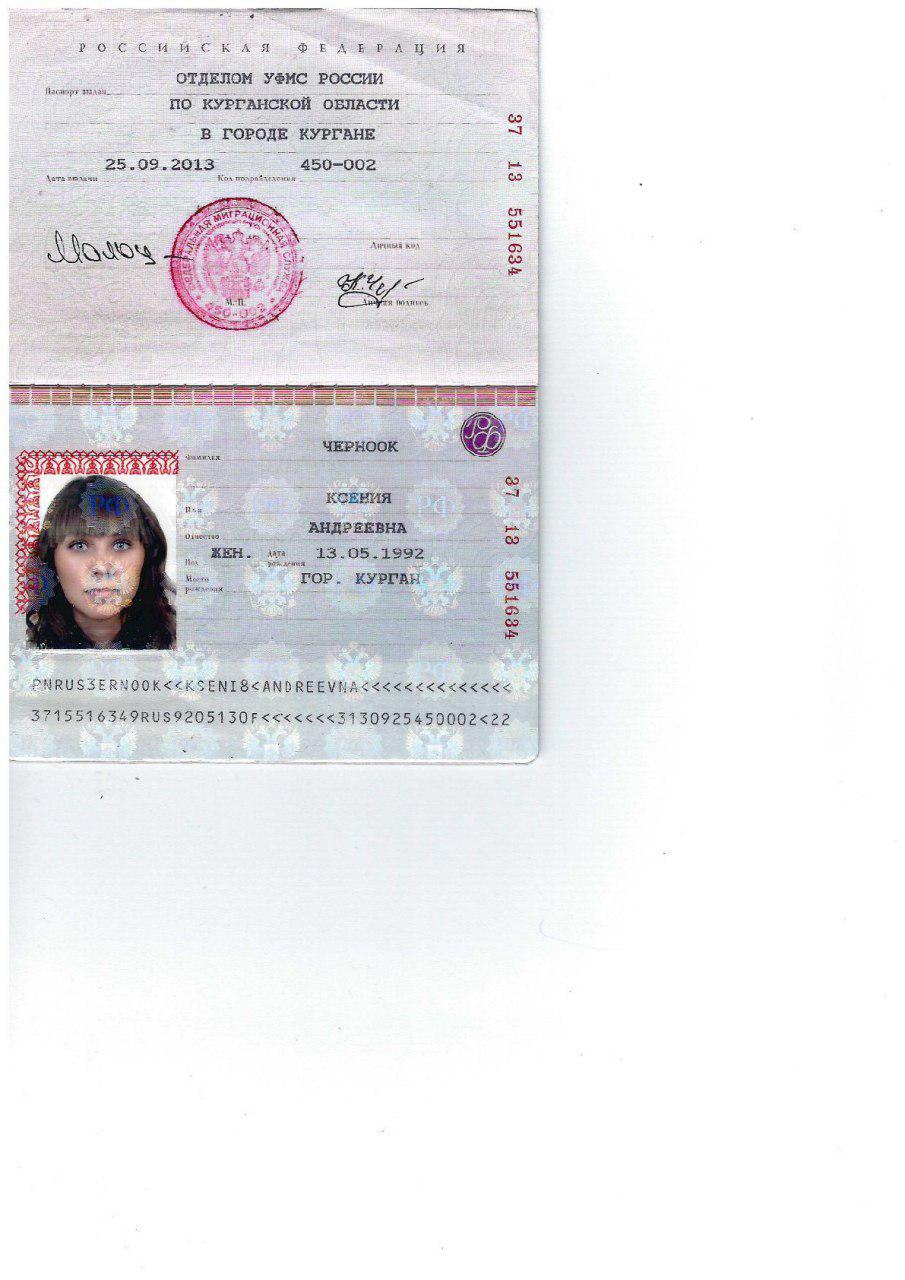 РОССИЙСКАЯ ФЕДЕРАЦИЯ
Паспорт выдан ОТДЕЛОМ УФМС РОССИИ
ПО КУРГАНСКОЙ ОБЛАСТИ
В ГОРОДЕ КУРГАНЕ
25.09.2013 450-002
Дата выдачи Код подразделения
37 13 551634
ФЕДЕРАЛЬНАЯ МИГРАЦИОННАЯ СЛУЖБА
450-002
Личный код
М.П.
Личная подпись
ЧЕРНООК
Фамилия
КСЕНИЯ
Имя
АНДРЕЕВНА
Отчество
Пол ЖЕН. Дата рождения 13.05.1992
Место рождения ГОР. КУРГАН
37 13 551634
РФ
PNRUS3ERNOOK<<KSENI8<ANDREEVNA<<<<<<<<<<<<<<
3715516349RUS9205130F<<<<<<<3130925450002<22